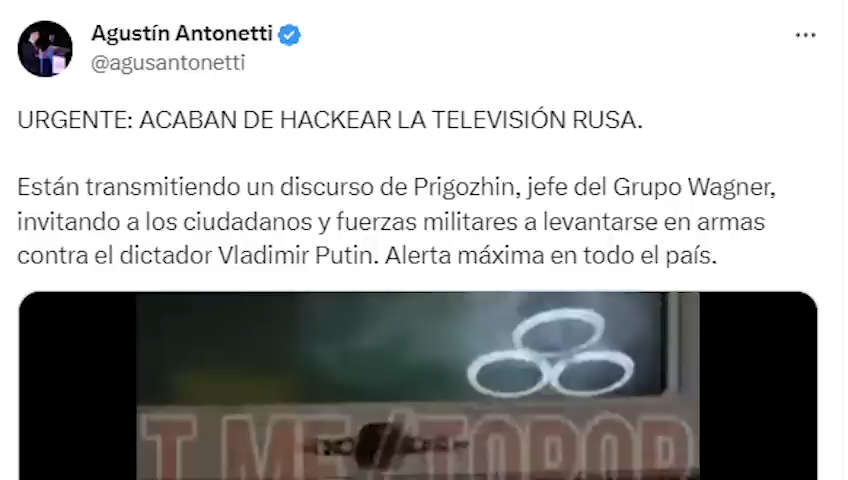 Agustín Antonetti
@agusantonetti
URGENTE: ACABAN DE HACKEAR LA TELEVISIÓN RUSA.
Están transmitiendo un discurso de Prigozhin, jefe del Grupo Wagner,
invitando a los ciudadanos y fuerzas militares a levantarse en armas
contra el dictador Vladimir Putin. Alerta máxima en todo el país.
T.ME/TOPOR